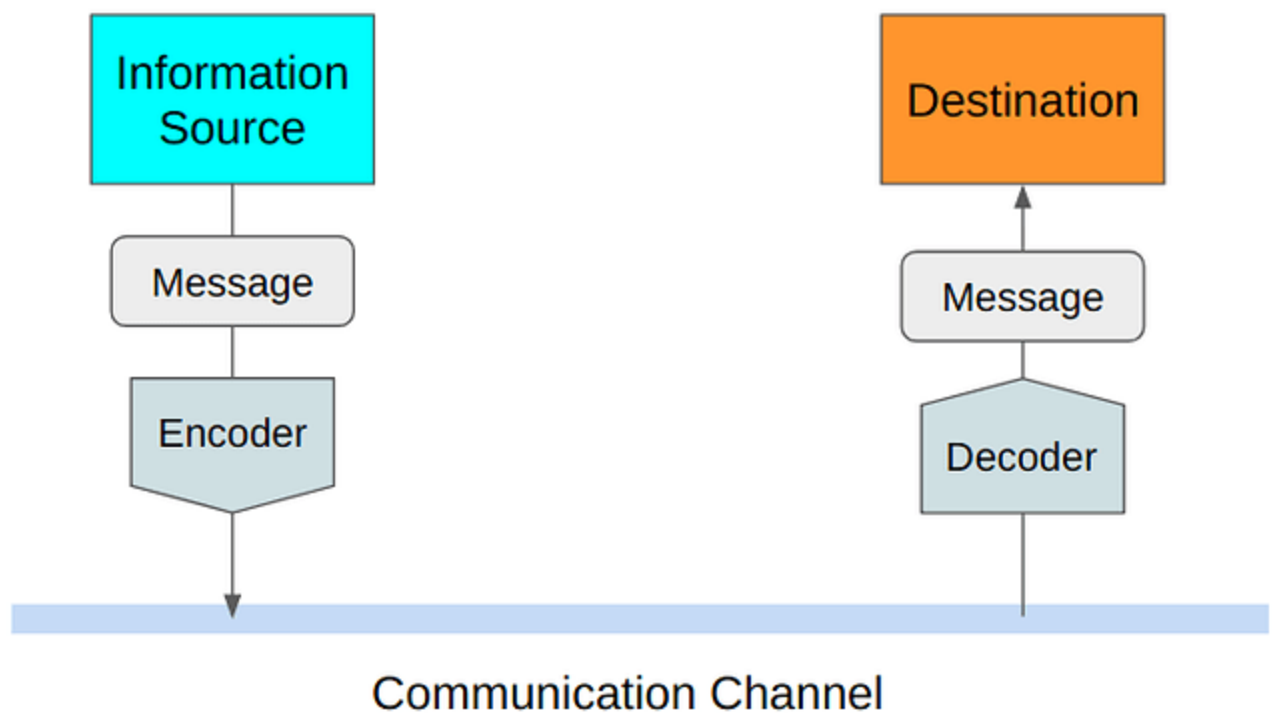 Information
Source
Message
Encoder
Destination
Message
Decoder
Communication Channel